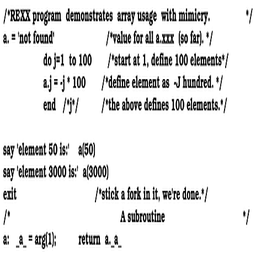 /*REXX program demonstrates array usage with mimicry. */
a. = 'not found' /*value for all a.xxx (so far). */
do j=1 to 100 /*start at 1, define 100 elements*/
a.j = -j * 100 /*define element as -J hundred. */
end /*j*/ /*the above defines 100 elements.*/
say 'element 50 is:' a(50)
say 'element 3000 is:' a(3000)
exit /*stick a fork in it, we're done.*/
/* A subroutine */
a: _a_ = arg(1); return a._a_